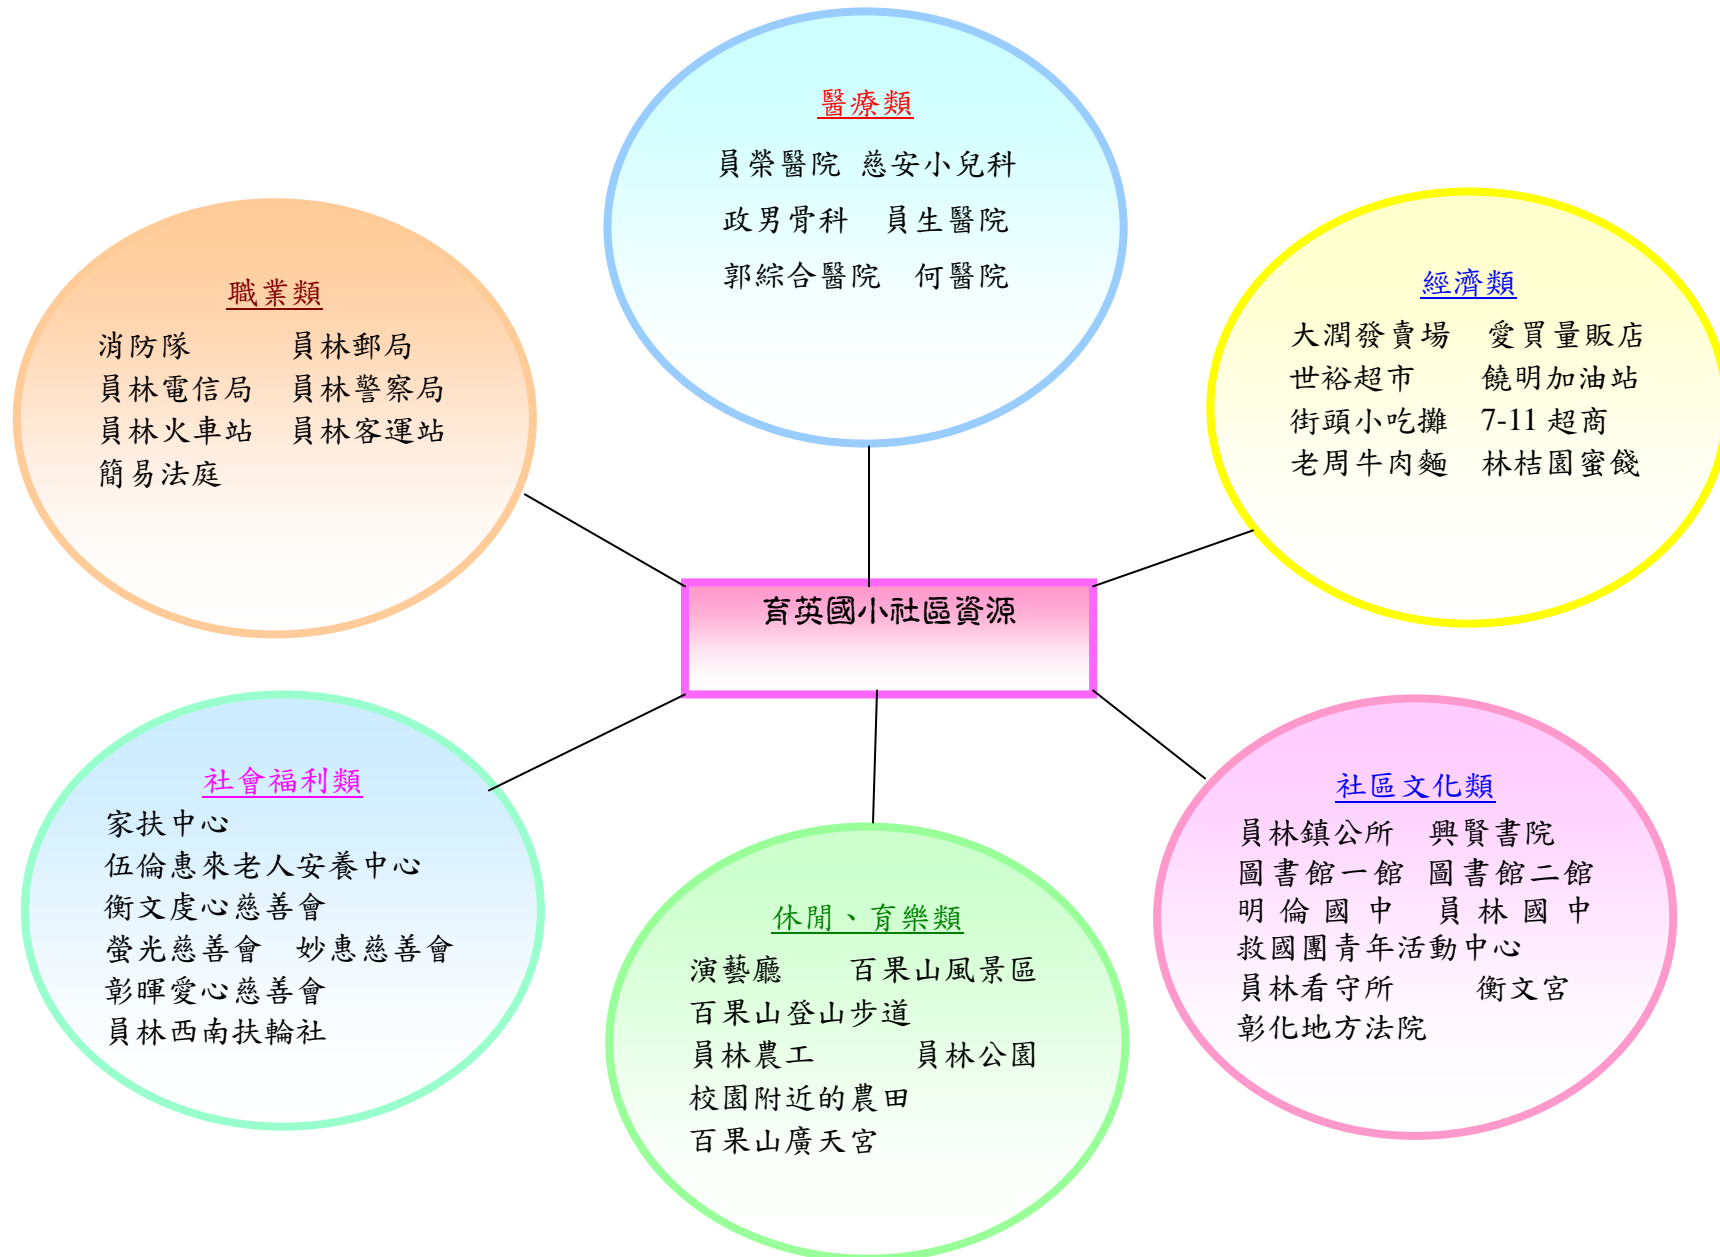 醫療類
員榮醫院 慈安小兒科
政男骨科 員生醫院
郭綜合醫院 何醫院
職業類
消防隊 員林郵局
員林電信局 員林警察局
員林火車站 員林客運站
簡易法庭
經濟類
大潤發賣場 愛買量販店
世裕超市 饒明加油站
街頭小吃攤 7-11 超商
老周牛肉麵 林桔園蜜餞
育英國小社區資源
社會福利類
家扶中心
伍倫惠來老人安養中心
衡文虔心慈善會
螢光慈善會 妙惠慈善會
彰暉愛心慈善會
員林西南扶輪社
休閒、育樂類
演藝廳 百果山風景區
百果山登山步道
員林農工 員林公園
校園附近的農田
百果山廣天宮
社區文化類
員林鎮公所 興賢書院
圖書館一館 圖書館二館
明倫國中 員林國中
救國團青年活動中心
員林看守所 衡文宮
彰化地方法院